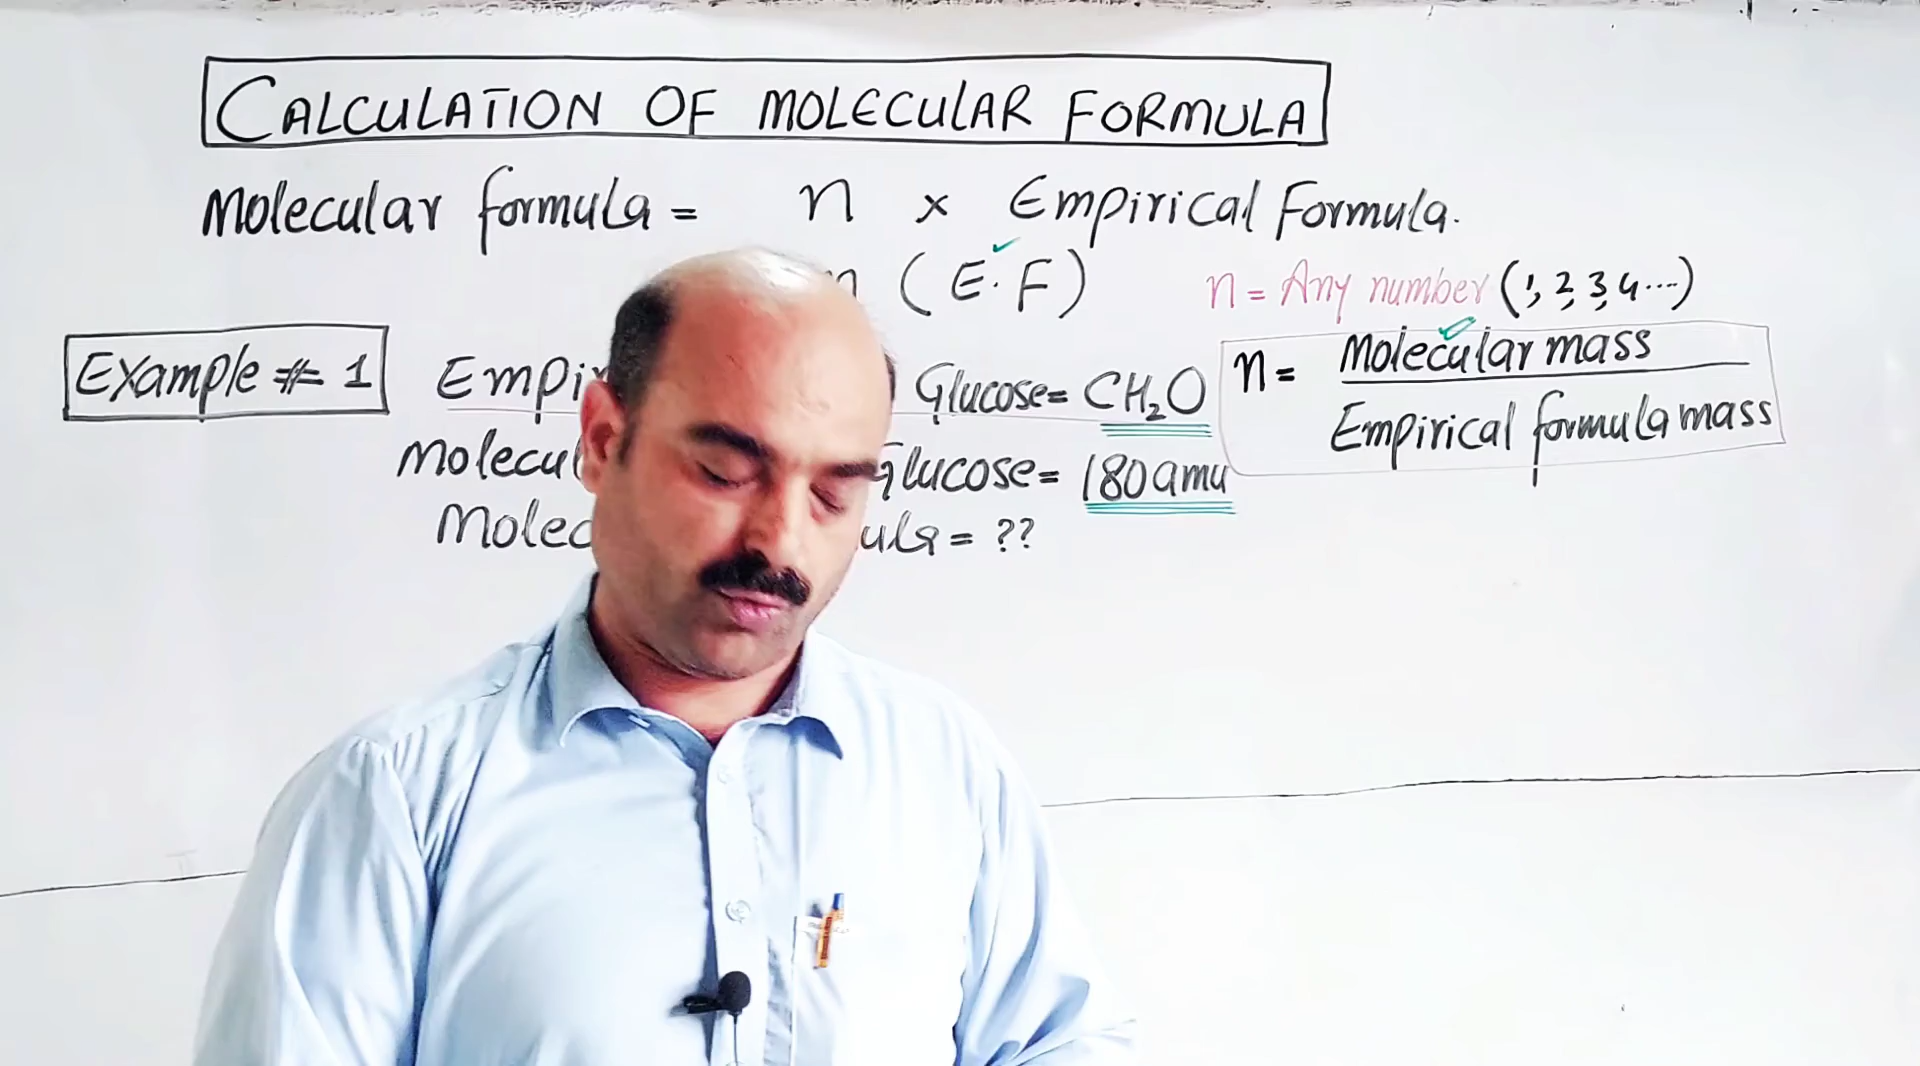 CALCULATION OF MOLECULAR FORMULA
Molecular formula = n × Empirical Formula.
n (E.F)
n = Any number (1, 2, 3, 4 ....)
Example # 1
Glucose = CH₂O
n = Molecular mass
Empirical formula mass
Glucose = 180 amu
= ??